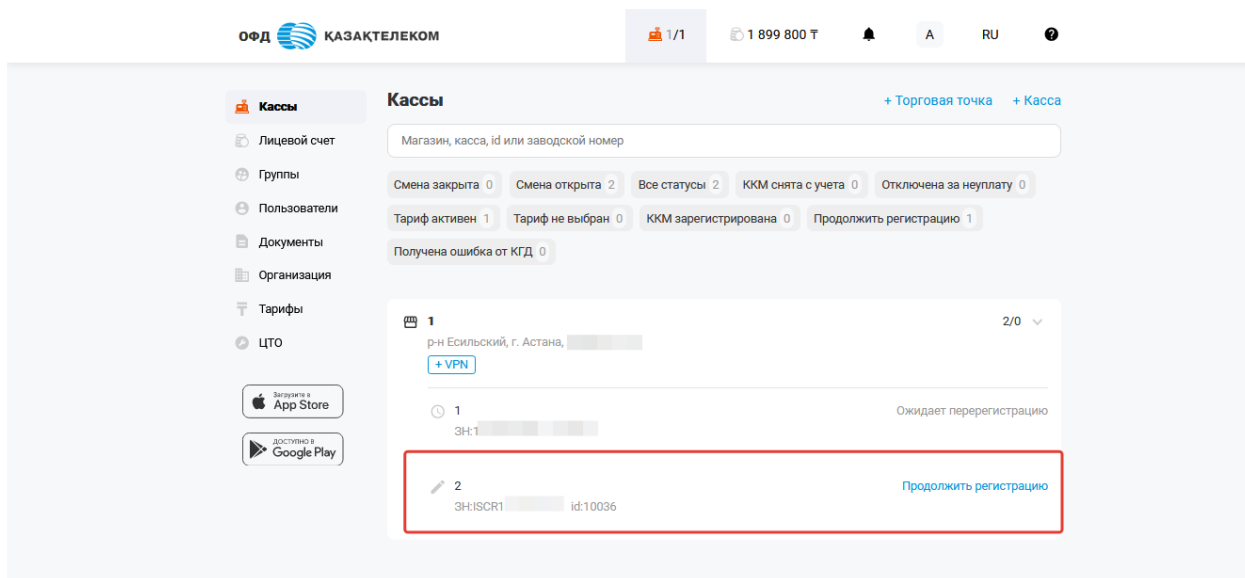 ОФД ҚАЗАҚТЕЛЕКОМ 1/1 1 899 800 ₸ A RU
Кассы
Лицевой счет
Группы
Пользователи
Документы
Организация
Тарифы
ЦТО
Загрузите в
App Store
ДОСТУПНО В
Google Play
Кассы + Торговая точка + Касса
Магазин, касса, id или заводской номер
Смена закрыта 0 Смена открыта 2 Все статусы 2 ККМ снята с учета 0 Отключена за неуплату 0
Тариф активен 1 Тариф не выбран 0 ККМ зарегистрирована 0 Продолжить регистрацию 1
Получена ошибка от КГД 0
1 2/0
р-н Есильский, г. Астана,
+ VPN
1 Ожидает перерегистрацию
ЗН:1
2 Продолжить регистрацию
ЗН:ISCR1 id:10036